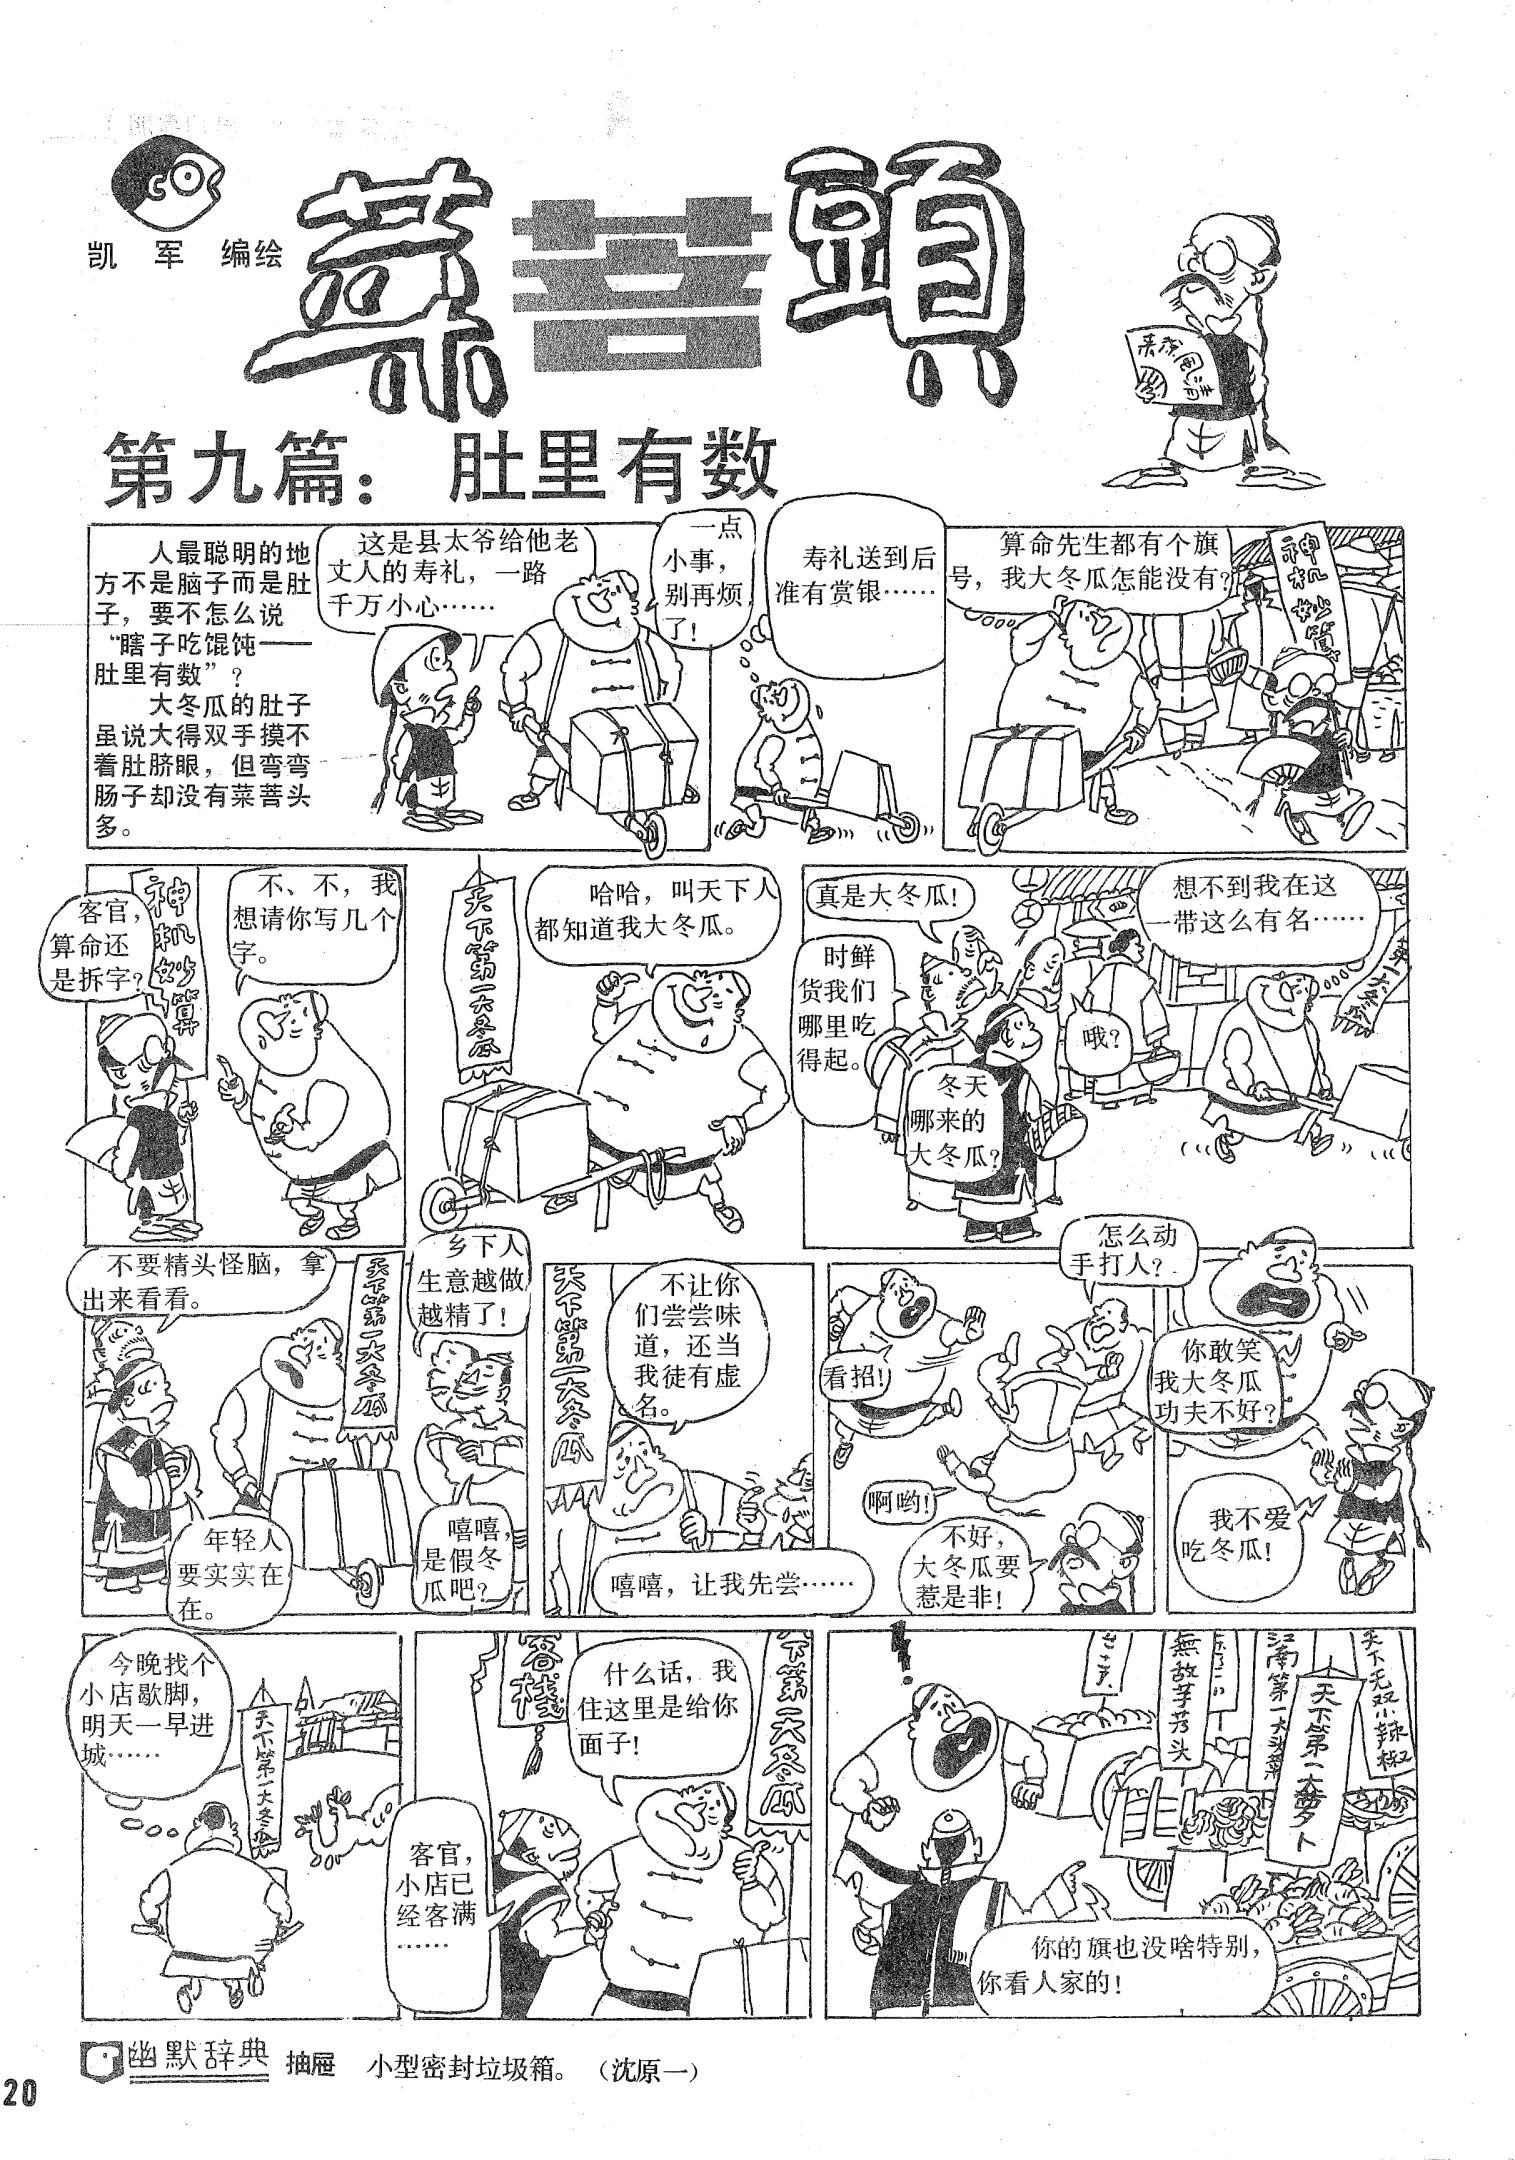 凯军 编绘
菜菩頭
来源風清
第九篇：肚里有数
人最聪明的地
方不是脑子而是肚
子，要不怎么说
“瞎子吃馄饨——
肚里有数”？
大冬瓜的肚子
虽说大得双手摸不
着肚脐眼，但弯弯
肠子却没有菜菩头
多。
这是县太爷给他老
丈人的寿礼，一路
千万小心……
一点
小事，
别再烦
了！
寿礼送到后
准有赏银……
算命先生都有个旗
号，我大冬瓜怎能没有？
神机妙算
客官，
算命还
是拆字？
神机妙算
不、不，我
想请你写几个
字。
天下第一大冬瓜
哈哈，叫天下人
都知道我大冬瓜。
真是大冬瓜！
时鲜
货我们
哪里吃
得起。
冬天
哪来的
大冬瓜？
哦？
想不到我在这
一带这么有名……
第一大冬
不要精头怪脑，拿
出来看看。
年轻人
要实实在
在。
天下第一大冬瓜
乡下人
生意越做
越精了！
嘻嘻，
是假冬
瓜吧？
天下第一大冬瓜
不让你
们尝尝味
道，还当
我徒有虚
名。
嘻嘻，让我先尝……
看招！
怎么动
手打人？
啊哟！
不好，
大冬瓜要
惹是非！
你敢笑
我大冬瓜
功夫不好？
我不爱
吃冬瓜！
今晚找个
小店歇脚，
明天一早进
城……
天下第一大冬瓜
客栈
什么话，我
住这里是给你
面子！
客官，
小店已
经客满
……
下第一大冬瓜
無敌芋艿头
江南第一大头菜
天下第一大萝卜
天下无双小辣椒
你的旗也没啥特别，
你看人家的！
幽默辞典 抽屉 小型密封垃圾箱。（沈原一）
20